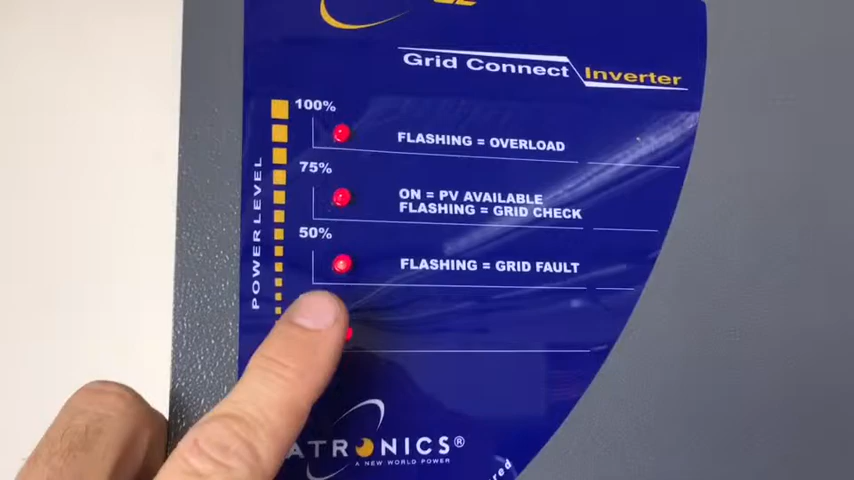 Grid Connect Inverter
100%
FLASHING = OVERLOAD
75%
ON = PV AVAILABLE
FLASHING = GRID CHECK
50%
FLASHING = GRID FAULT
POWER LEVEL
ATRONICS®
A NEW WORLD POWER
red